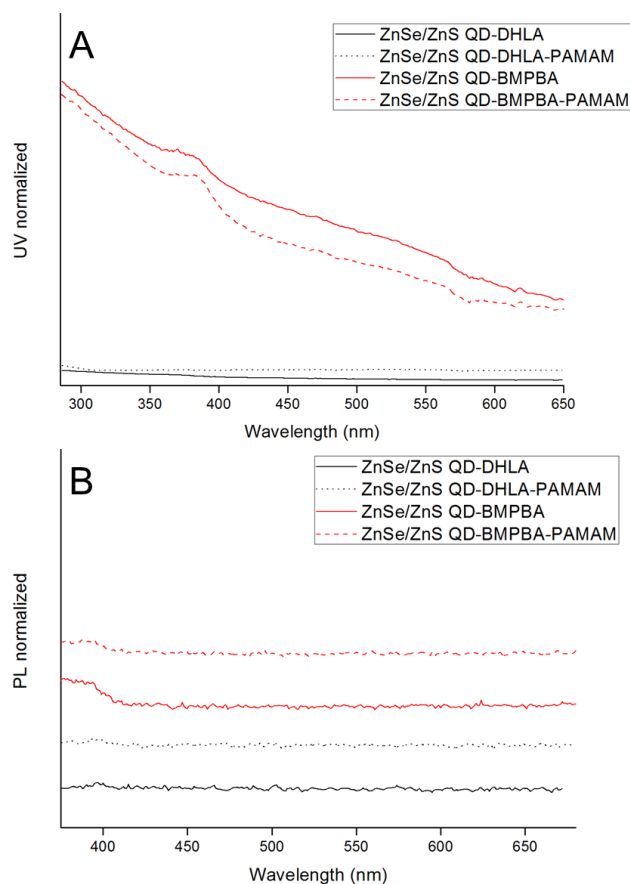 A
ZnSe/ZnS QD-DHLA
ZnSe/ZnS QD-DHLA-PAMAM
ZnSe/ZnS QD-BMPBA
ZnSe/ZnS QD-BMPBA-PAMAM
UV normalized
300 350 400 450 500 550 600 650
Wavelength (nm)
B
ZnSe/ZnS QD-DHLA
ZnSe/ZnS QD-DHLA-PAMAM
ZnSe/ZnS QD-BMPBA
ZnSe/ZnS QD-BMPBA-PAMAM
PL normalized
400 450 500 550 600 650
Wavelength (nm)